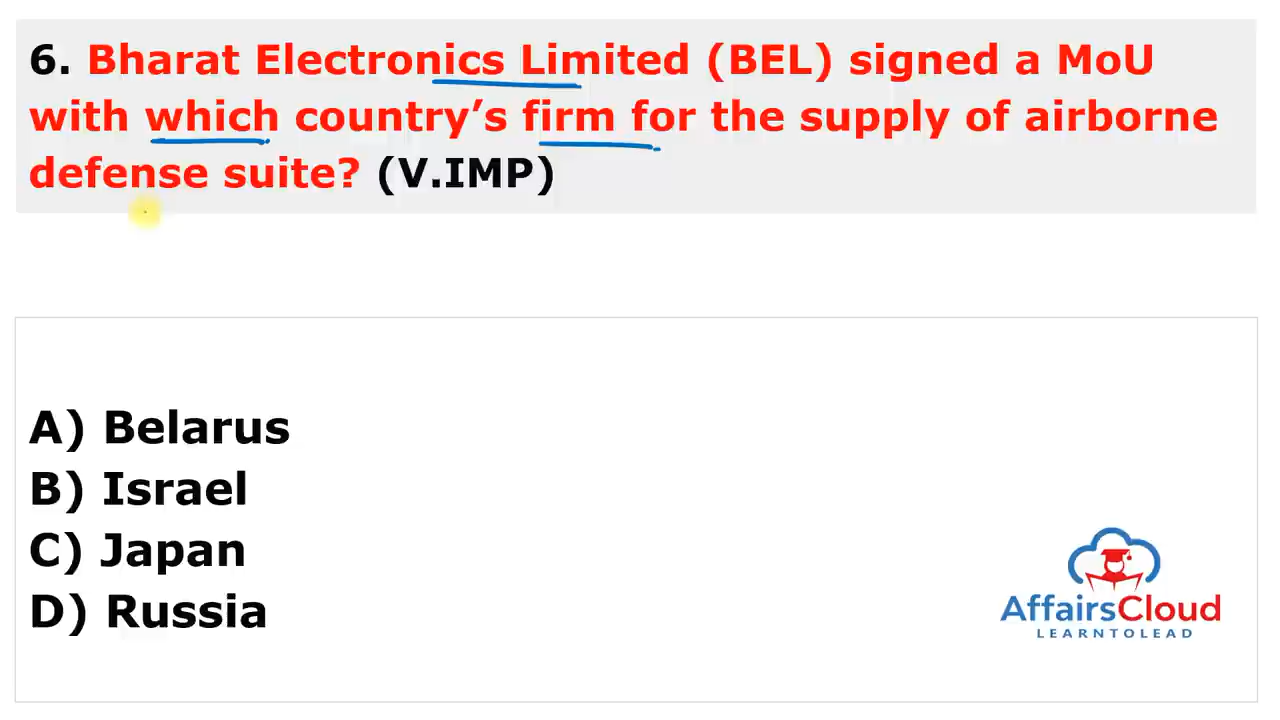 6. Bharat Electronics Limited (BEL) signed a MoU
with which country’s firm for the supply of airborne
defense suite? (V.IMP)
A) Belarus
B) Israel
C) Japan
D) Russia
AffairsCloud
LEARNTOLEAD